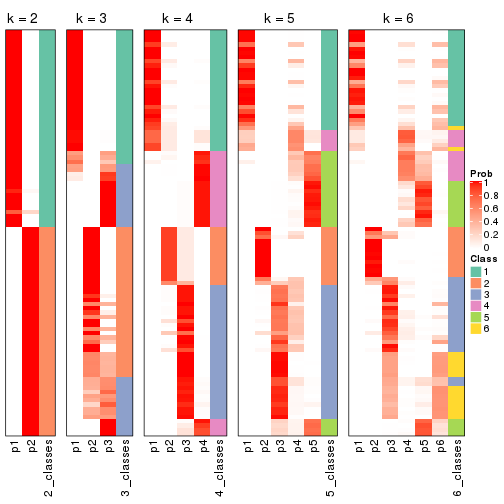 k = 2
k = 3
k = 4
k = 5
k = 6
Prob
1
0.8
0.6
0.4
0.2
0
Class
1
2
3
4
5
6
p1
p2
2_classes
p1
p2
p3
3_classes
p1
p2
p3
p4
4_classes
p1
p2
p3
p4
p5
5_classes
p1
p2
p3
p4
p5
p6
6_classes